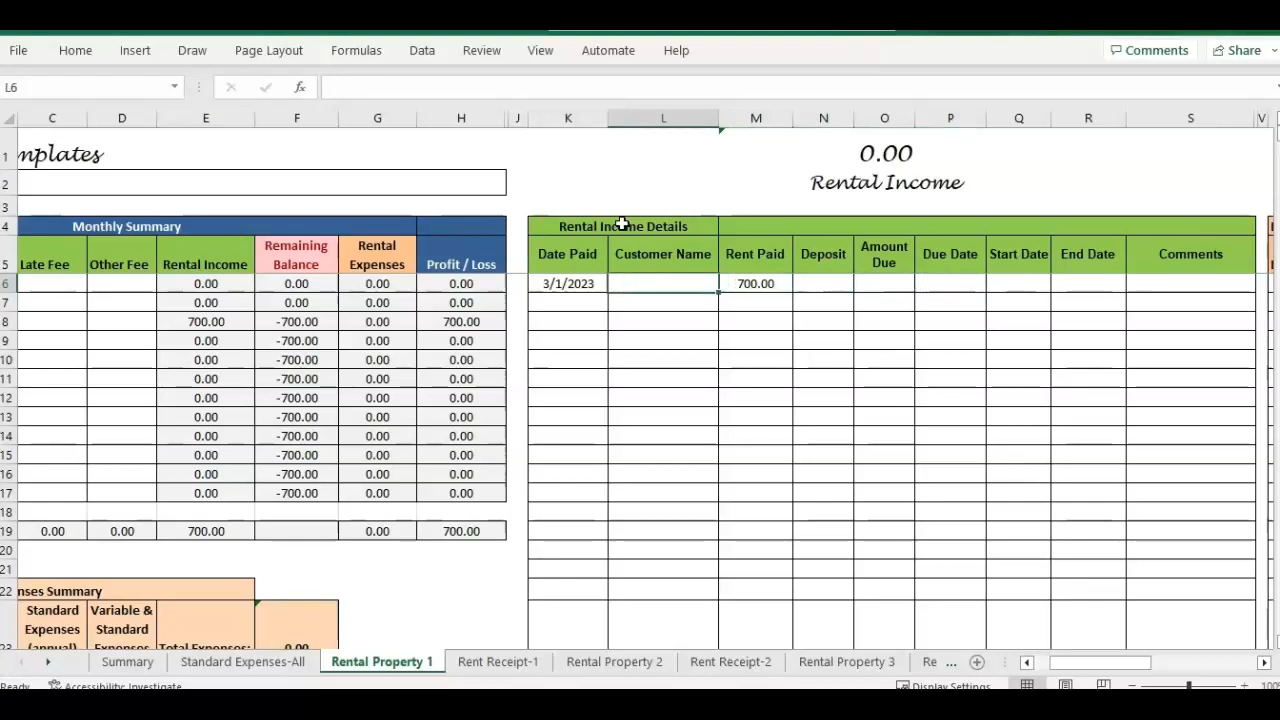 File Home Insert Draw Page Layout Formulas Data Review View Automate Help Comments Share
L6 fx
C D E F G H J K L M N O P Q R S V
1 mplates 0.00
2 Rental Income
3
4 Monthly Summary Rental Income Details
5 Late Fee Other Fee Rental Income Remaining Balance Rental Expenses Profit / Loss Date Paid Customer Name Rent Paid Deposit Amount Due Due Date Start Date End Date Comments
6 0.00 0.00 0.00 0.00 3/1/2023 700.00
7 0.00 0.00 0.00 0.00
8 700.00 -700.00 0.00 700.00
9 0.00 -700.00 0.00 0.00
10 0.00 -700.00 0.00 0.00
11 0.00 -700.00 0.00 0.00
12 0.00 -700.00 0.00 0.00
13 0.00 -700.00 0.00 0.00
14 0.00 -700.00 0.00 0.00
15 0.00 -700.00 0.00 0.00
16 0.00 -700.00 0.00 0.00
17 0.00 -700.00 0.00 0.00
18
19 0.00 0.00 700.00 0.00 700.00
20
21
22 nses Summary
23 Standard Expenses (annual) Variable & Standard Expenses Total Expenses: 0.00
Summary Standard Expenses-All Rental Property 1 Rent Receipt-1 Rental Property 2 Rent Receipt-2 Rental Property 3 Re ...
Ready Accessibility: Investigate Display Settings 100%